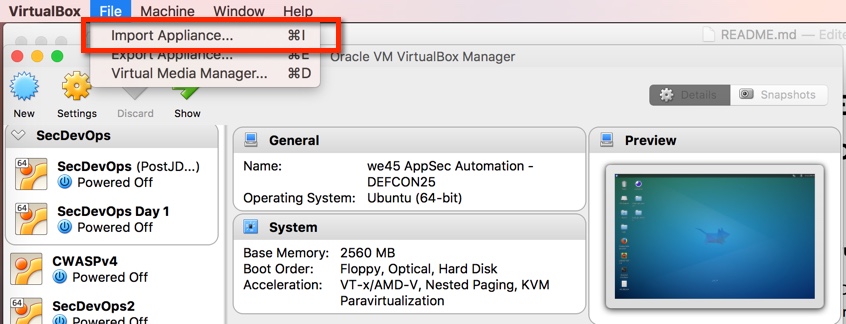 VirtualBox File Machine Window Help
Import Appliance... ⌘I
Export Appliance... ⌘E
Virtual Media Manager... ⌘D
README.md — Edite
Oracle VM VirtualBox Manager
New Settings Discard Show
Details Snapshots
SecDevOps
64 SecDevOps (PostJD...)
Powered Off
64 SecDevOps Day 1
Powered Off
CWASPv4
Powered Off
64 SecDevOps2
Powered Off
General
Name: we45 AppSec Automation -
DEFCON25
Operating System: Ubuntu (64-bit)
System
Base Memory: 2560 MB
Boot Order: Floppy, Optical, Hard Disk
Acceleration: VT-x/AMD-V, Nested Paging, KVM
Paravirtualization
Preview